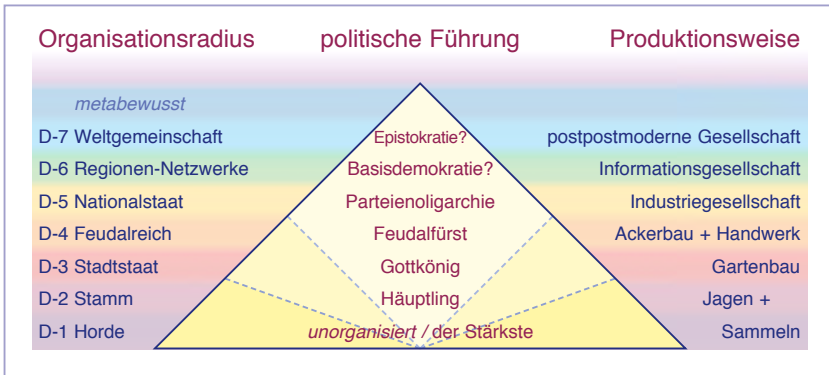 Organisationsradius politische Führung Produktionsweise
metabewusst
D-7 Weltgemeinschaft Epistokratie? postpostmoderne Gesellschaft
D-6 Regionen-Netzwerke Basisdemokratie? Informationsgesellschaft
D-5 Nationalstaat Parteienoligarchie Industriegesellschaft
D-4 Feudalreich Feudalfürst Ackerbau + Handwerk
D-3 Stadtstaat Gottkönig Gartenbau
D-2 Stamm Häuptling Jagen +
D-1 Horde unorganisiert / der Stärkste Sammeln